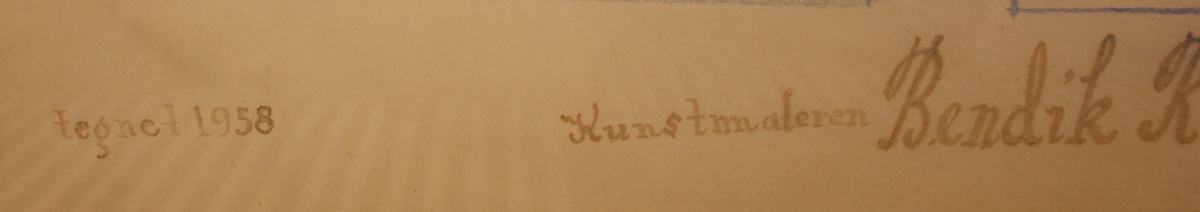 tegnet 1958 Kunstmaleren Bendik R